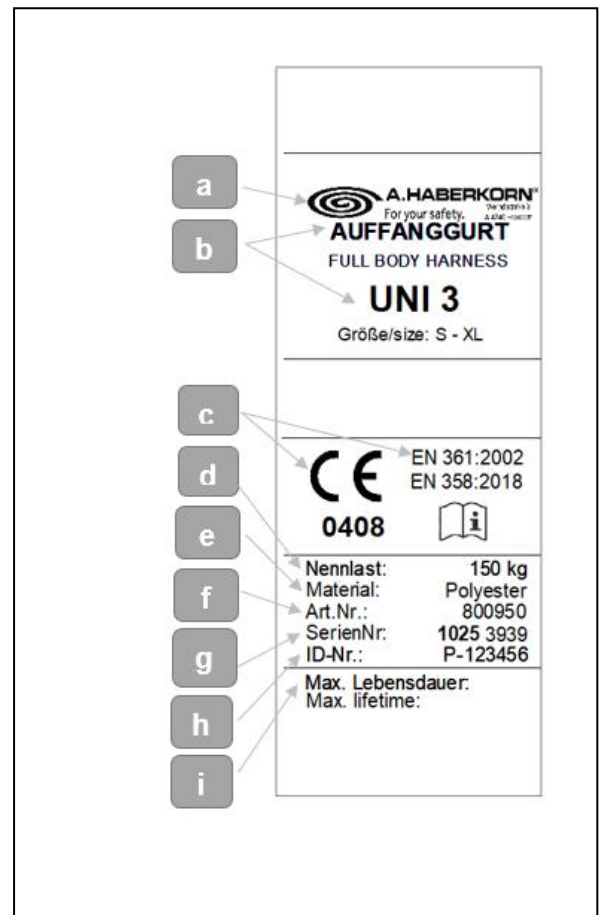 a
A.HABERKORN®
For your safety.
b
AUFFANGGURT
FULL BODY HARNESS
UNI 3
Größe/size: S - XL
c
EN 361:2002
CE
EN 358:2018
0408
i
d
Nennlast: 150 kg
e
Material: Polyester
f
Art.Nr.: 800950
g
SerienNr: 1025 3939
h
ID-Nr.: P-123456
i
Max. Lebensdauer:
Max. lifetime: